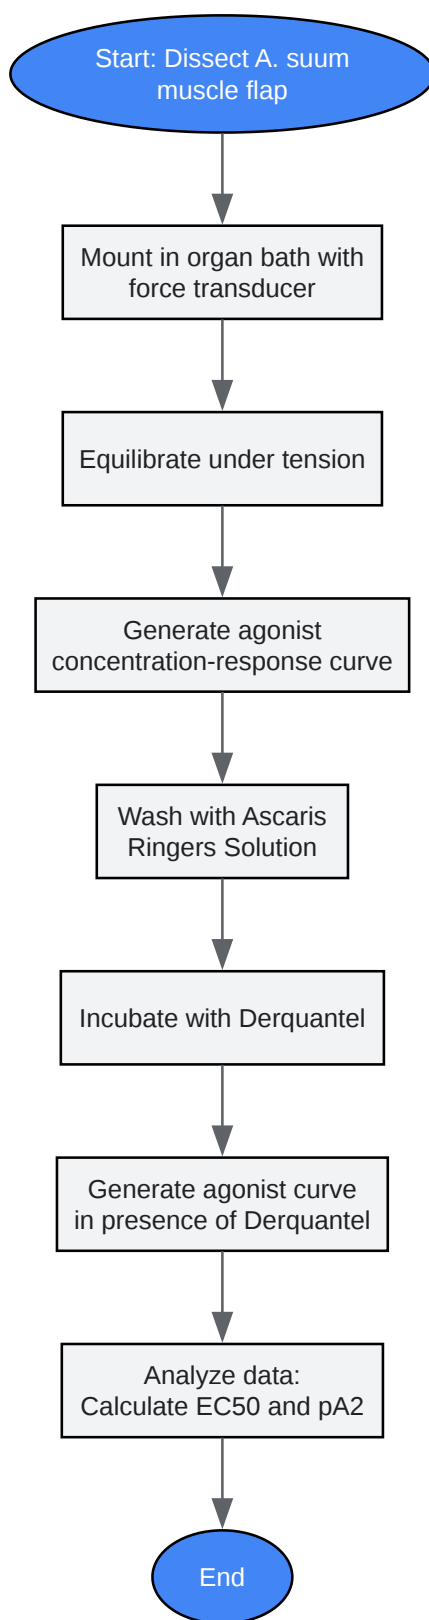 Start: Dissect A. suum
muscle flap
Mount in organ bath with
force transducer
Equilibrate under tension
Generate agonist
concentration-response curve
Wash with Ascaris
Ringers Solution
Incubate with Derquantel
Generate agonist curve
in presence of Derquantel
Analyze data:
Calculate EC50 and pA2
End